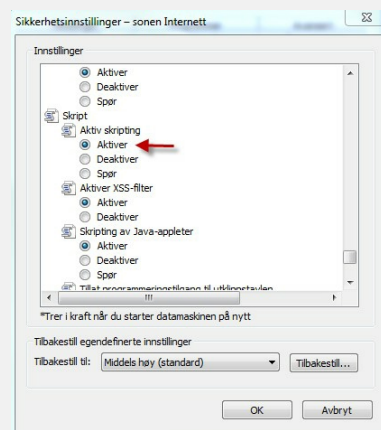 Sikkerhetsinnstillinger – sonen Internett
Innstillinger
Aktiver
Deaktiver
Spør
Skript
Aktiv skripting
Aktiver
Deaktiver
Spør
Aktiver XSS-filter
Aktiver
Deaktiver
Skripting av Java-appleter
Aktiver
Deaktiver
Spør
Tillat programmeringstilgang til utklippstavlen
*Trer i kraft når du starter datamaskinen på nytt
Tilbakestill egendefinerte innstillinger
Tilbakestill til: Middels høy (standard) Tilbakestill...
OK Avbryt